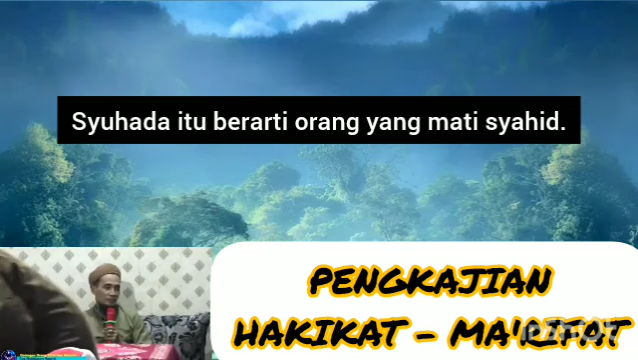 Syuhada itu berarti orang yang mati syahid.
PENGKAJIAN
HAKIKAT - MA'RIFAT